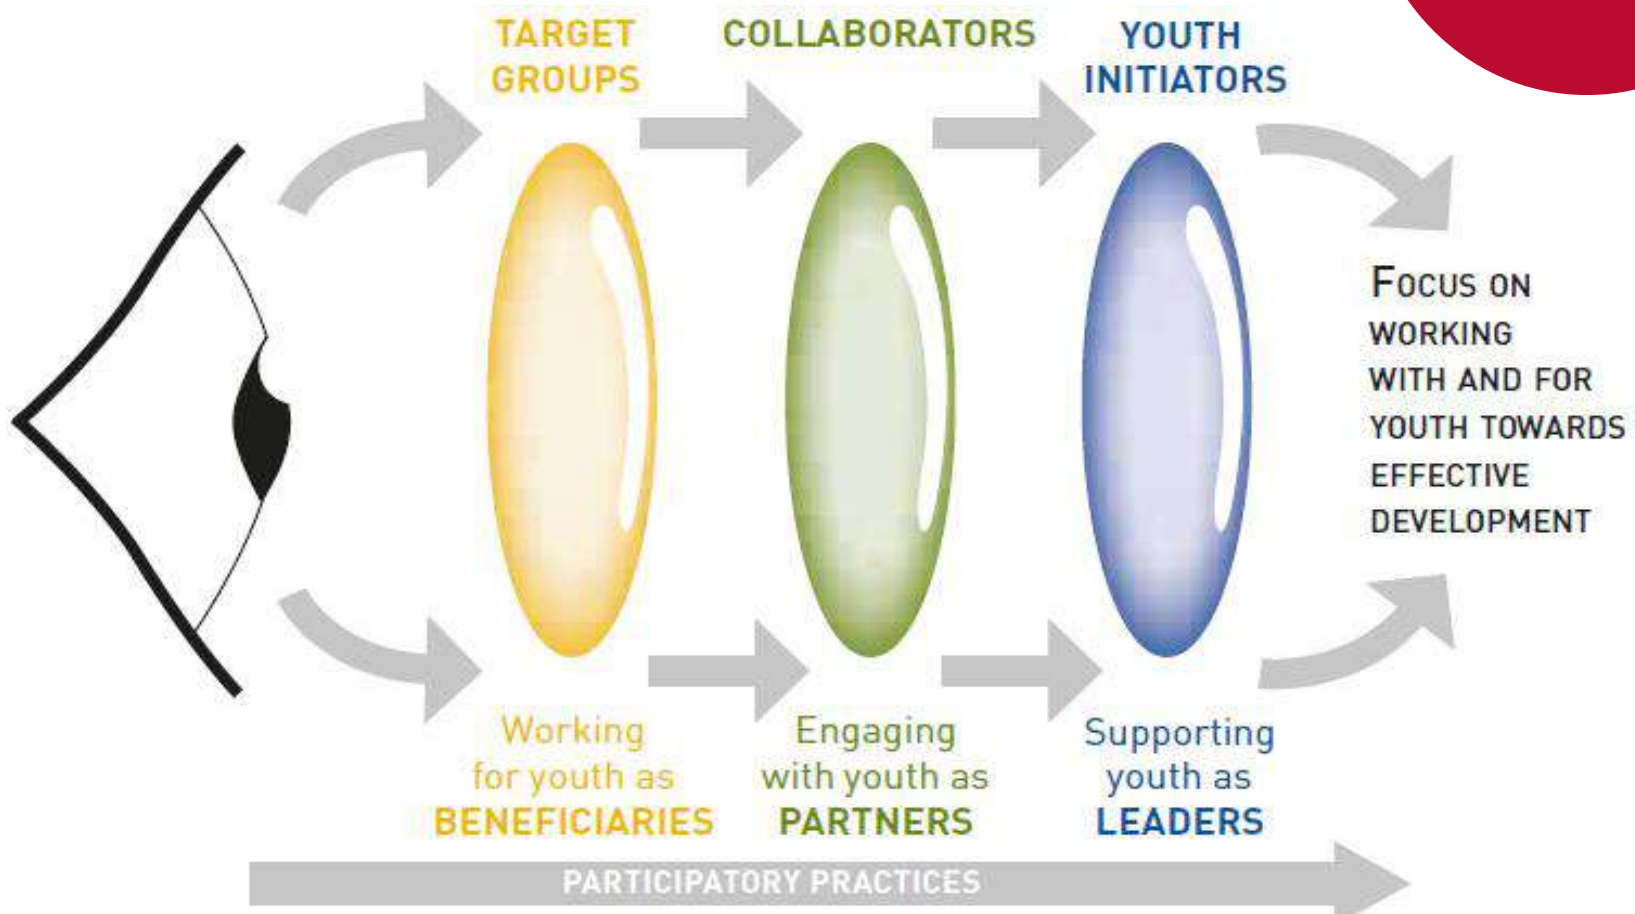 TARGET
GROUPS
COLLABORATORS
YOUTH
INITIATORS
FOCUS ON
WORKING
WITH AND FOR
YOUTH TOWARDS
EFFECTIVE
DEVELOPMENT
Working
for youth as
BENEFICIARIES
Engaging
with youth as
PARTNERS
Supporting
youth as
LEADERS
PARTICIPATORY PRACTICES